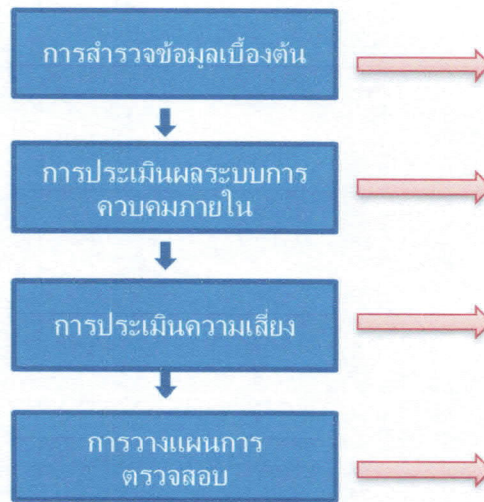 การสำรวจข้อมูลเบื้องต้น
การประเมินผลระบบการ
ควบคมภายใน
การประเมินความเสี่ยง
การวางแผนการ
ตรวจสอบ